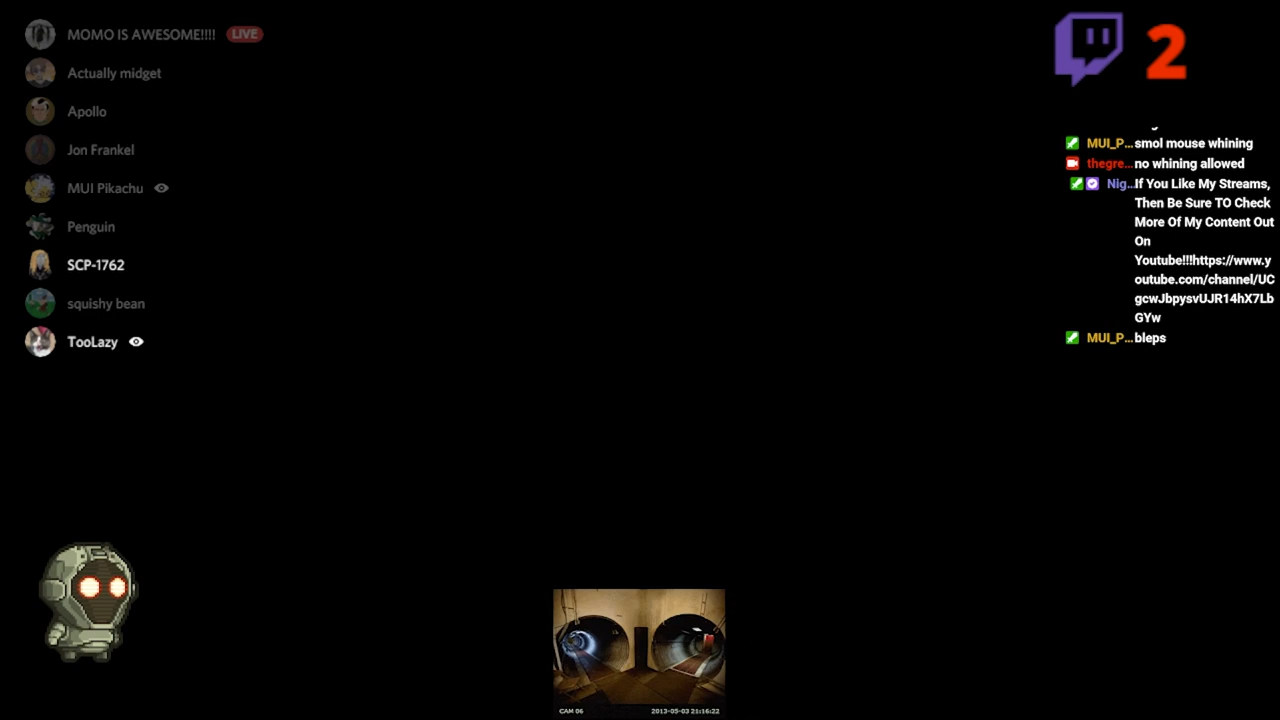 MOMO IS AWESOME!!!! LIVE
Actually midget
Apollo
Jon Frankel
MUI Pikachu
Penguin
SCP-1762
squishy bean
TooLazy
2
MUI_P... smol mouse whining
thegre... no whining allowed
Nig... If You Like My Streams,
Then Be Sure TO Check
More Of My Content Out
On
Youtube!!!https://www.y
outube.com/channel/UC
gcwJbpysvUJR14hX7Lb
GYw
MUI_P... bleps
CAM 06 2013-05-03 21:16:22